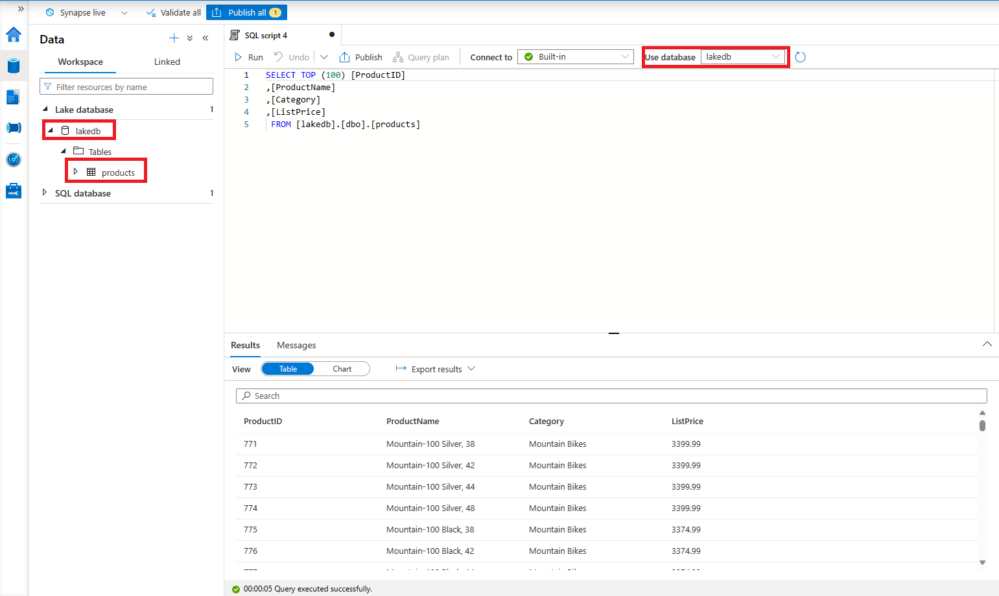 Synapse live
Validate all
Publish all 1
Data
Workspace
Linked
Filter resources by name
Lake database 1
lakedb
Tables
products
SQL database 1
SQL script 4
Run
Undo
Publish
Query plan
Connect to
Built-in
Use database
lakedb
1 SELECT TOP (100) [ProductID]
2 ,[ProductName]
3 ,[Category]
4 ,[ListPrice]
5 FROM [lakedb].[dbo].[products]
Results
Messages
View
Table
Chart
Export results
Search
ProductID ProductName Category ListPrice
771 Mountain-100 Silver, 38 Mountain Bikes 3399.99
772 Mountain-100 Silver, 42 Mountain Bikes 3399.99
773 Mountain-100 Silver, 44 Mountain Bikes 3399.99
774 Mountain-100 Silver, 48 Mountain Bikes 3399.99
775 Mountain-100 Black, 38 Mountain Bikes 3374.99
776 Mountain-100 Black, 42 Mountain Bikes 3374.99
00:00:05 Query executed successfully.